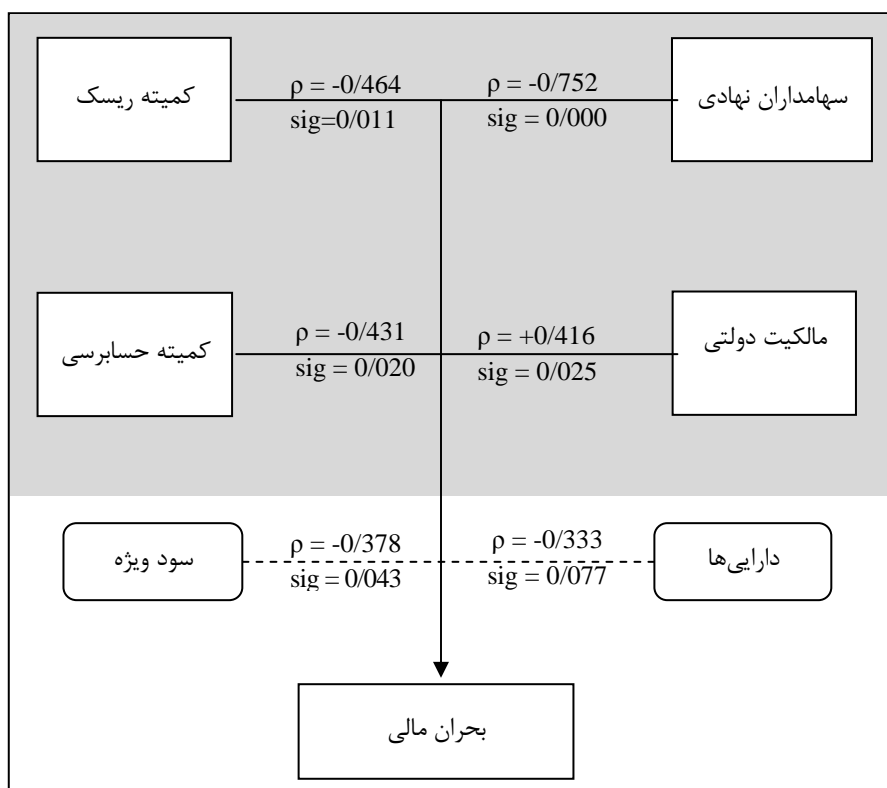 سهامداران نهادی
ρ = -0/752
sig = 0/000
ρ = -0/464
sig=0/011
کمیته ریسک
مالکیت دولتی
ρ = +0/416
sig = 0/025
ρ = -0/431
sig = 0/020
کمیته حسابرسی
دارایی‌ها
ρ = -0/333
sig = 0/077
ρ = -0/378
sig = 0/043
سود ویژه
بحران مالی